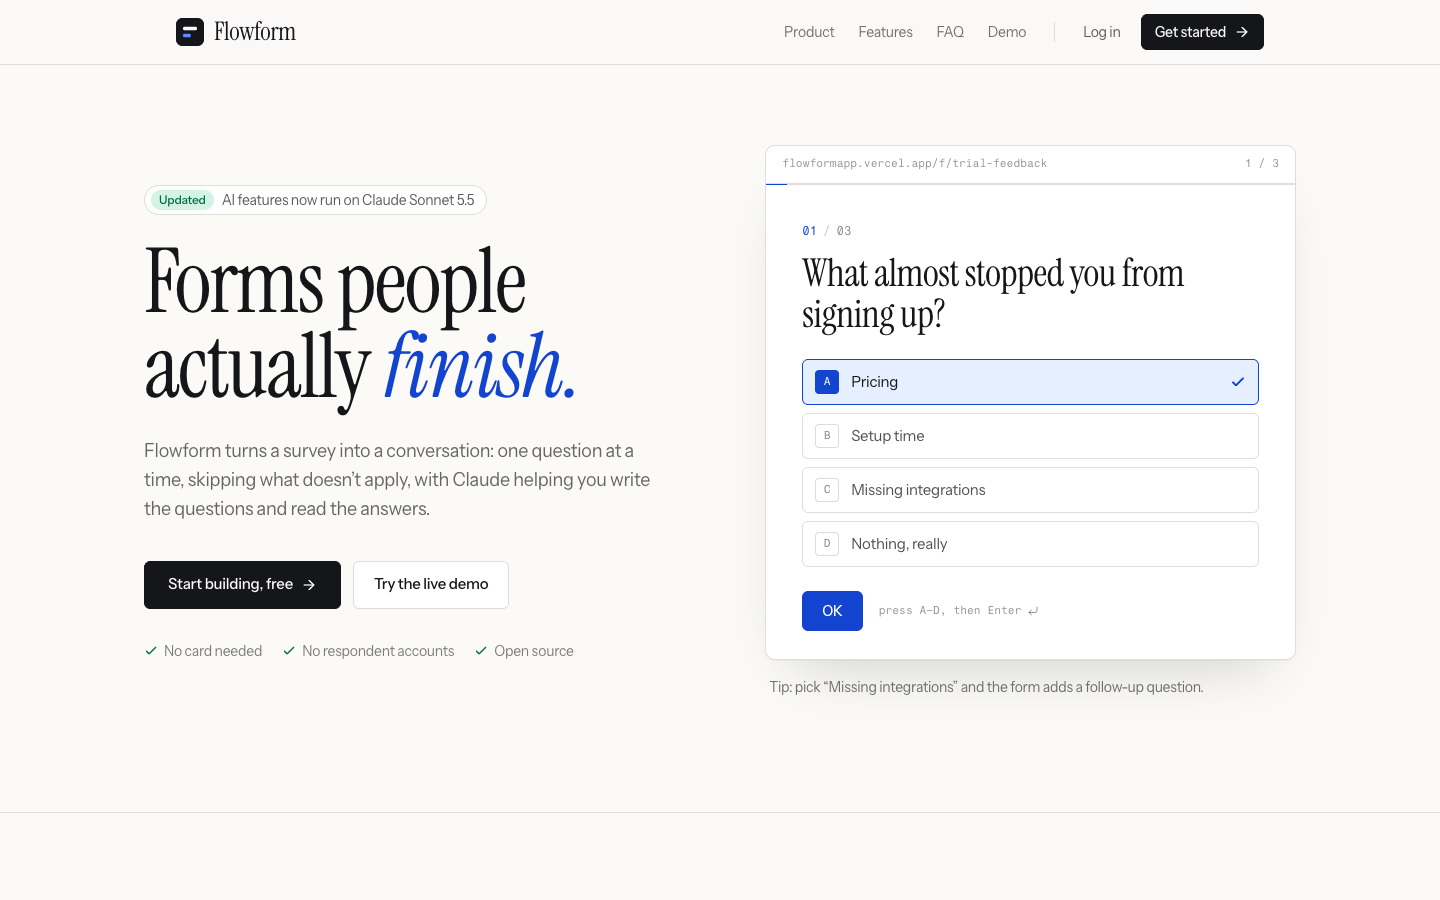 Flowform
Product
Features
FAQ
Demo
Log in
Get started →
Updated
AI features now run on Claude Sonnet 5.5
Forms people
actually finish.
Flowform turns a survey into a conversation: one question at a
time, skipping what doesn’t apply, with Claude helping you write
the questions and read the answers.
Start building, free →
Try the live demo
No card needed
No respondent accounts
Open source
flowformapp.vercel.app/f/trial-feedback
1 / 3
01 / 03
What almost stopped you from
signing up?
A Pricing
B Setup time
C Missing integrations
D Nothing, really
OK
press A–D, then Enter ↵
Tip: pick “Missing integrations” and the form adds a follow-up question.